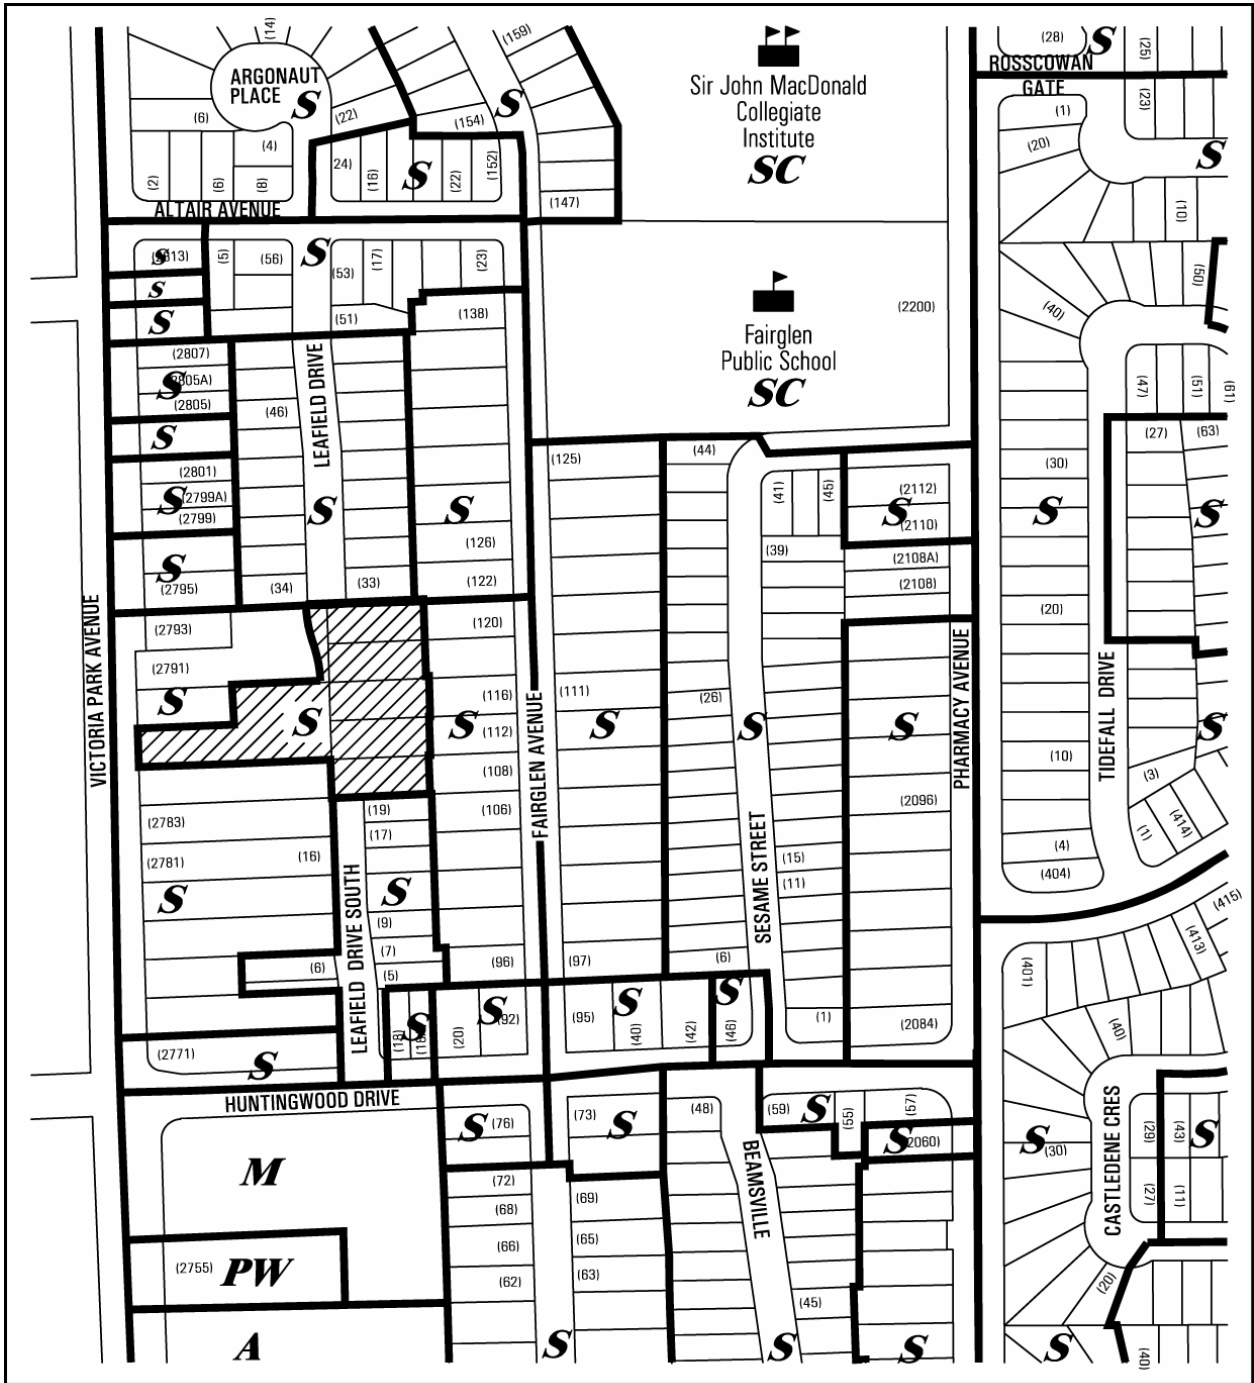 (14)
(159)
(28)
S
(25)
ROSSCOWAN
GATE
ARGONAUT
PLACE
S
S
Sir John MacDonald
Collegiate
Institute
SC
(6)
(22)
(154)
(23)
(1)
(20)
S
(4)
(2)
(6)
(8)
24
(16)
S
(22)
(152)
(147)
(10)
ALTAIR AVENUE
S
(5)
(56)
S
(53)
(17)
(23)
S
S
(51)
(138)
Fairglen
Public School
SC
(2200)
(50)
(40)
(2807)
S
(2805)
(46)
LEAFIELD DRIVE
(47)
(51)
(61)
S
(2801)
S
(2799A)
(2799)
S
S
(126)
(122)
S
(2795)
(34)
(33)
(125)
(44)
(41)
(45)
(2112)
S
(2110)
(39)
(2108A)
(2108)
(27)
(63)
(30)
S
S
(20)
VICTORIA PARK AVENUE
(2793)
(2791)
S
S
(120)
(116)
S
(112)
(108)
(106)
FAIRGLEN AVENUE
(111)
S
(26)
S
S
PHARMACY AVENUE
TIDEFALL DRIVE
S
(10)
(3)
(1)
(414)
(4)
(404)
(2783)
(2781)
(16)
S
(19)
(17)
S
(9)
(7)
(5)
(6)
LEAFIELD DRIVE SOUTH
(96)
(97)
SESAME STREET
(15)
(11)
(6)
(2096)
(415)
(413)
(401)
(2771)
S
(18)
S
(20)
S
(92)
(95)
S
(40)
(42)
S
(46)
(1)
(2084)
(40)
HUNTINGWOOD DRIVE
S
(76)
(73)
S
(48)
(59)
S
(55)
(57)
S
(2060)
CASTLEDENE CRES
S
(30)
(29)
(43)
S
(27)
(11)
M
(72)
(68)
(66)
(62)
(69)
(65)
(63)
BEAMSVILLE
(45)
(2755)
PW
A
S
S
S
(20)
S
(40)